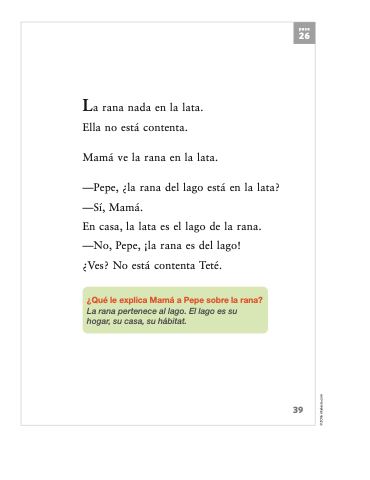 paso
26
La rana nada en la lata.
Ella no está contenta.
Mamá ve la rana en la lata.
—Pepe, ¿la rana del lago está en la lata?
—Sí, Mamá.
En casa, la lata es el lago de la rana.
—No, Pepe, ¡la rana es del lago!
¿Ves? No está contenta Teté.
¿Qué le explica Mamá a Pepe sobre la rana?
La rana pertenece al lago. El lago es su
hogar, su casa, su hábitat.
39